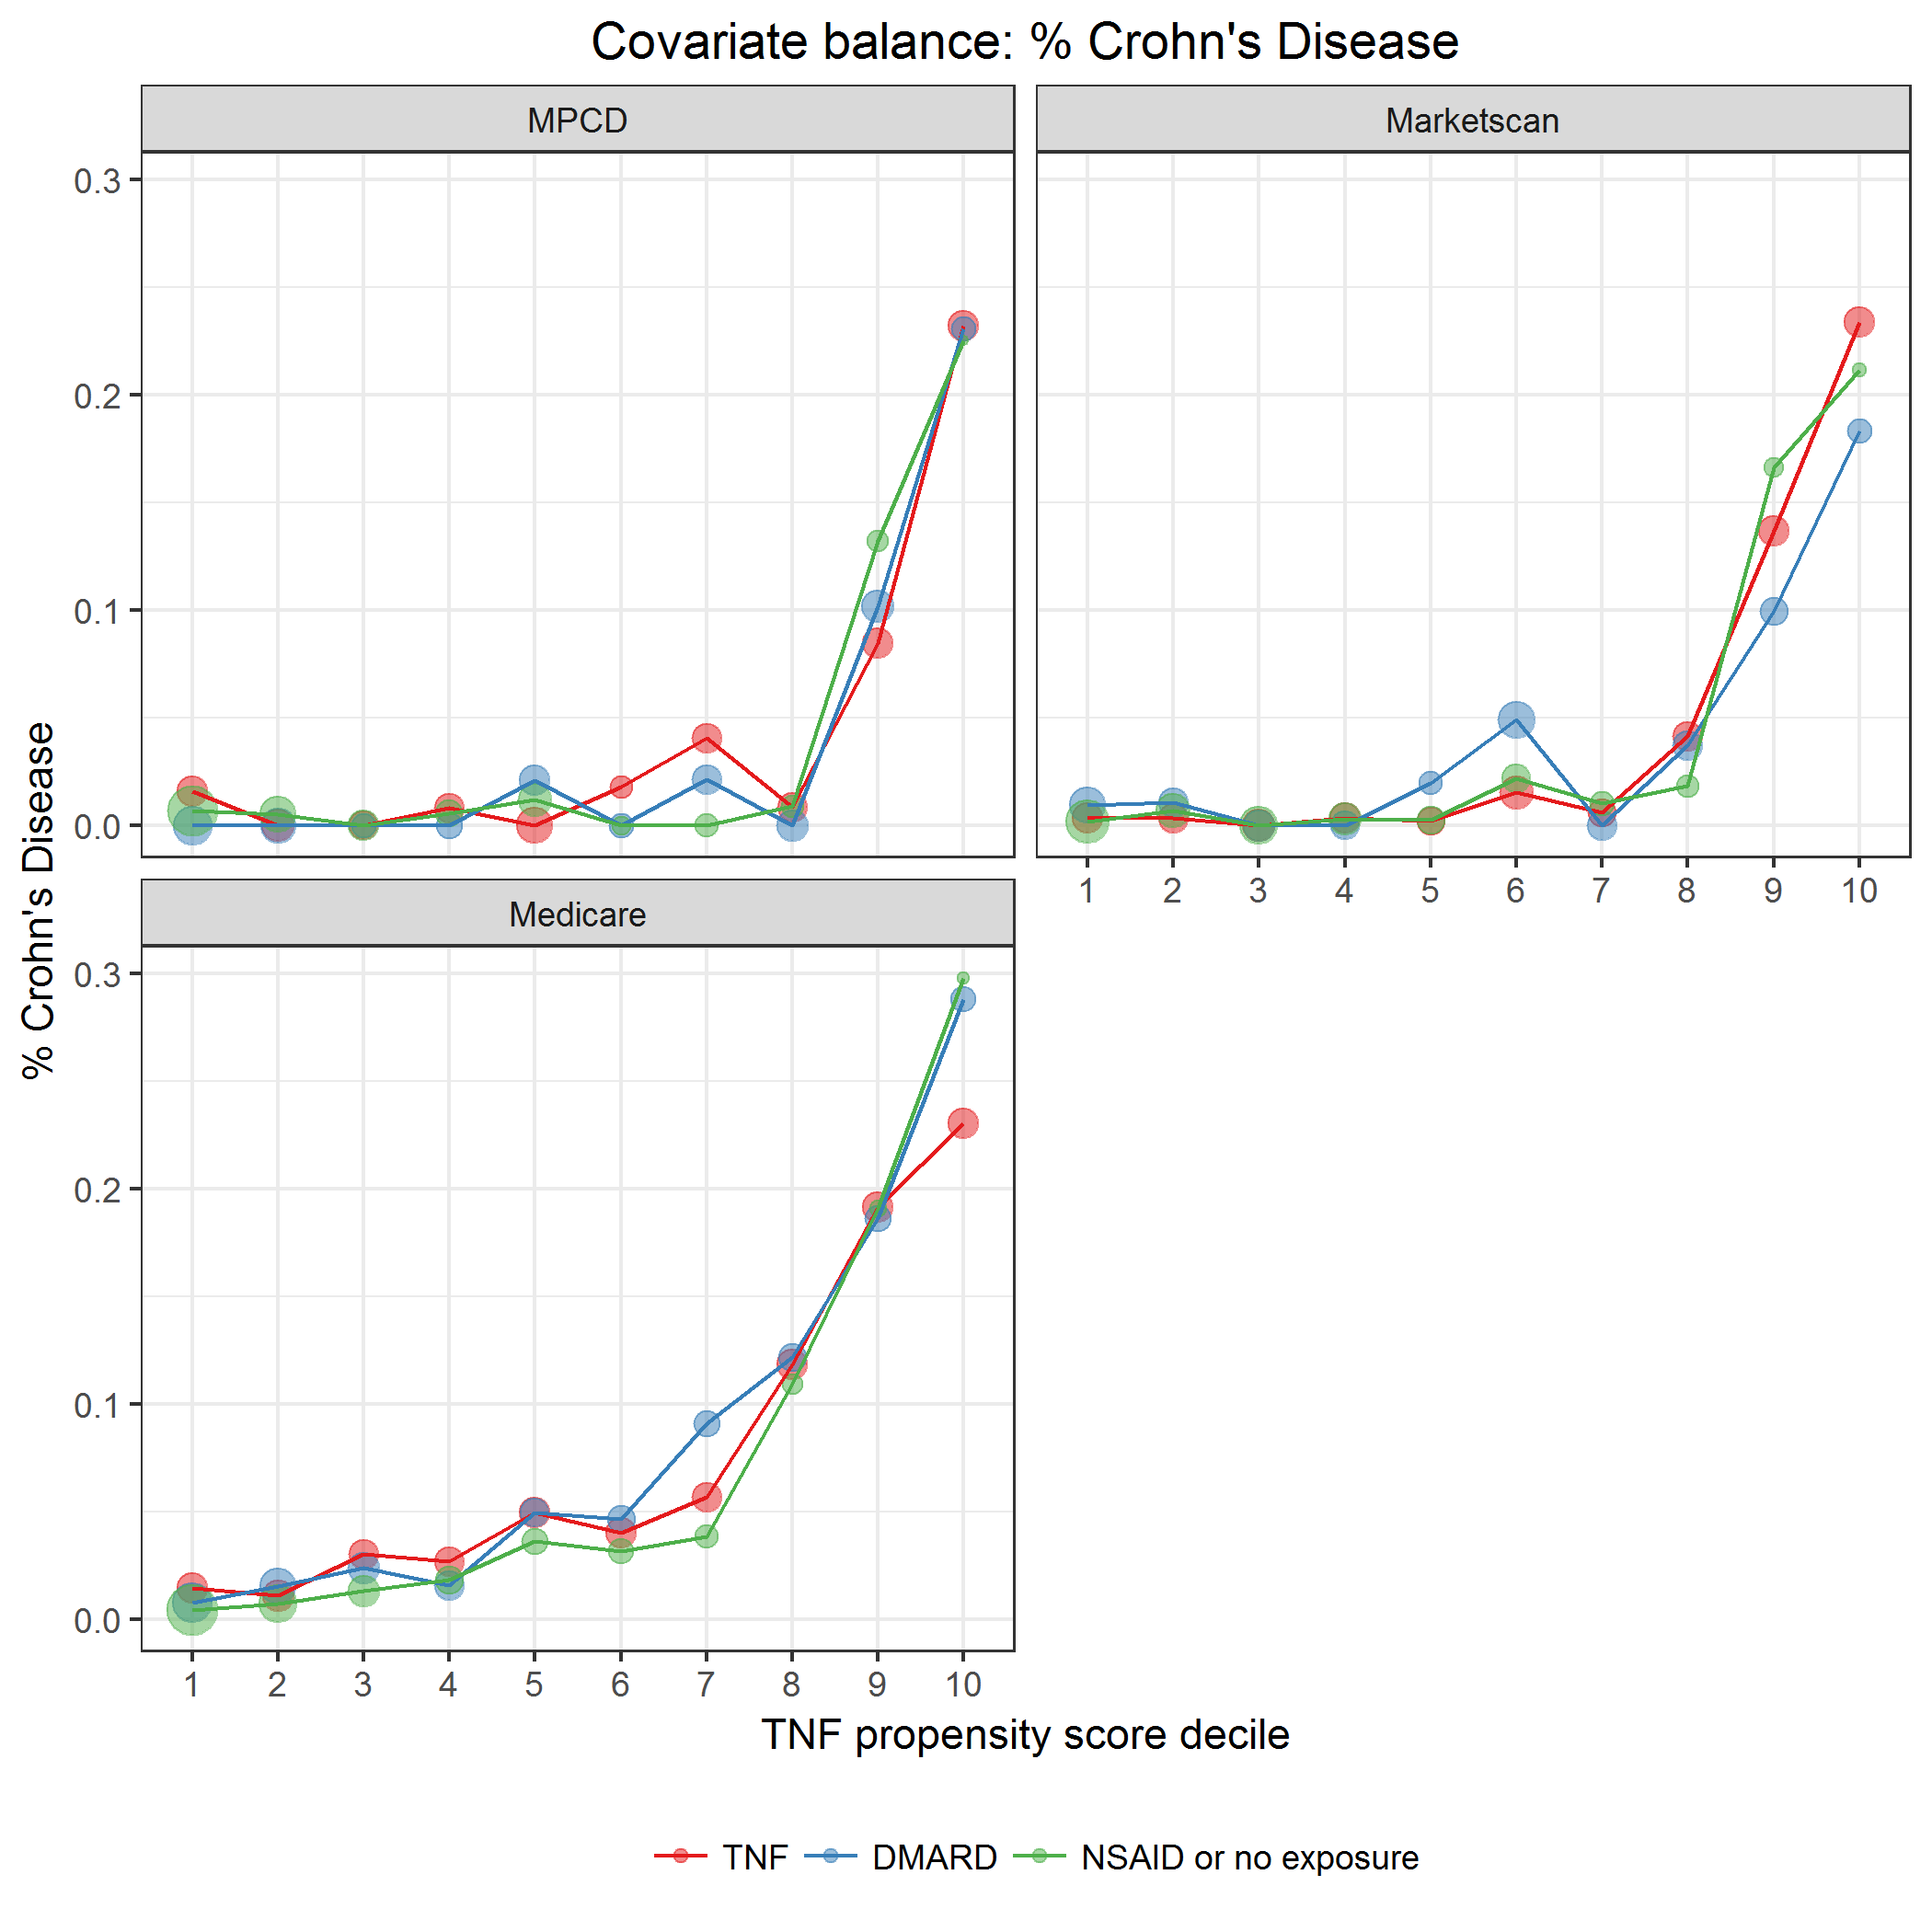 Covariate balance: % Crohn's Disease
MPCD
Marketscan
0.3
0.2
0.1
0.0
1 2 3 4 5 6 7 8 9 10
Medicare
0.3
0.2
0.1
0.0
1 2 3 4 5 6 7 8 9 10
% Crohn's Disease
TNF propensity score decile
TNF DMARD NSAID or no exposure